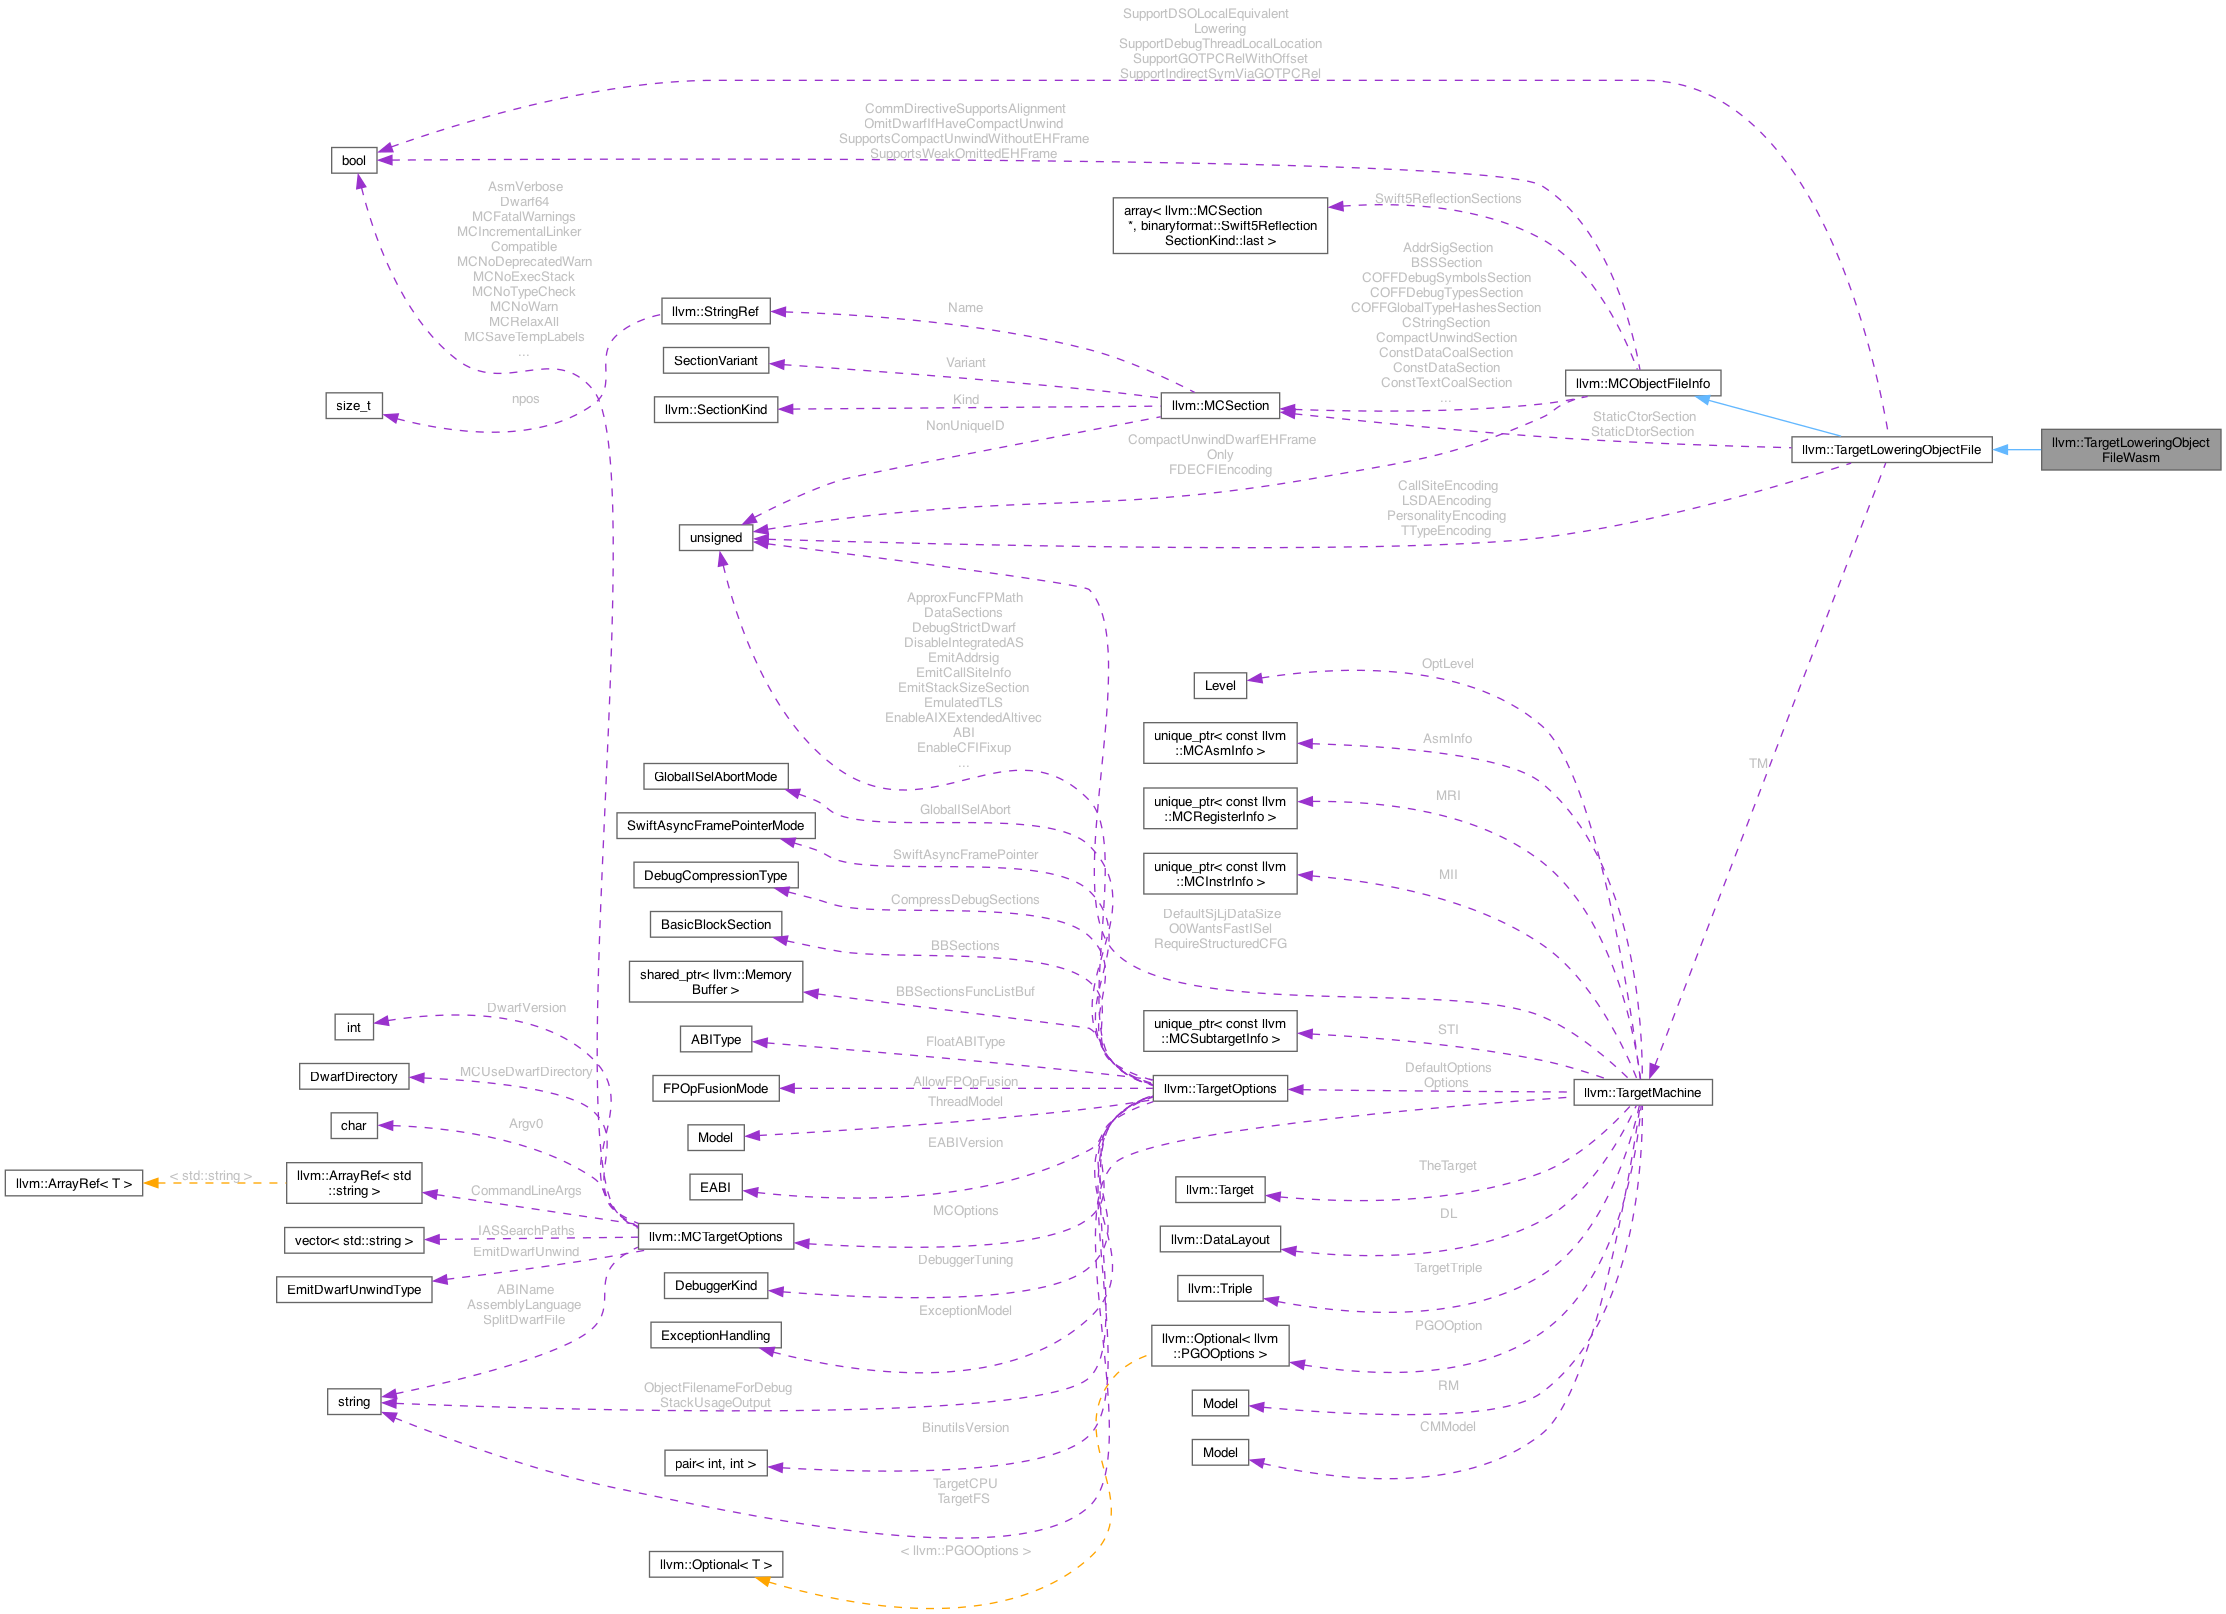 SupportDSOLocalEquivalent
Lowering
SupportDebugThreadLocalLocation
SupportGOTPCRelWithOffset
SupportIndirectSymViaGOTPCRel
CommDirectiveSupportsAlignment
OmitDwarfIfHaveCompactUnwind
SupportsCompactUnwindWithoutEHFrame
SupportsWeakOmittedEHFrame
bool
AsmVerbose
Dwarf64
MCFatalWarnings
MCIncrementalLinker
Compatible
MCNoDeprecatedWarn
MCNoExecStack
MCNoTypeCheck
MCNoWarn
MCRelaxAll
MCSaveTempLabels
...
array< llvm::MCSection
*, binaryformat::Swift5Reflection
SectionKind::last >
Swift5ReflectionSections
AddrSigSection
BSSSection
COFFDebugSymbolsSection
COFFDebugTypesSection
COFFGlobalTypeHashesSection
CStringSection
CompactUnwindSection
ConstDataCoalSection
ConstDataSection
ConstTextCoalSection
...
llvm::StringRef
Name
SectionVariant
Variant
llvm::SectionKind
Kind
size_t
npos
llvm::MCSection
llvm::MCObjectFileInfo
NonUniqueID
StaticCtorSection
StaticDtorSection
llvm::TargetLoweringObjectFile
llvm::TargetLoweringObject
FileWasm
CompactUnwindDwarfEHFrame
Only
FDECFIEncoding
CallSiteEncoding
LSDAEncoding
PersonalityEncoding
TTypeEncoding
unsigned
ApproxFuncFPMath
DataSections
DebugStrictDwarf
DisableIntegratedAS
EmitAddrsig
EmitCallSiteInfo
EmitStackSizeSection
EmulatedTLS
EnableAIXExtendedAltivec
ABI
EnableCFIFixup
...
Level
OptLevel
unique_ptr< const llvm
::MCAsmInfo >
AsmInfo
TM
GlobalISelAbortMode
GlobalISelAbort
unique_ptr< const llvm
::MCRegisterInfo >
MRI
SwiftAsyncFramePointerMode
SwiftAsyncFramePointer
unique_ptr< const llvm
::MCInstrInfo >
MII
DebugCompressionType
CompressDebugSections
DefaultSjLjDataSize
O0WantsFastISel
RequireStructuredCFG
BasicBlockSection
BBSections
shared_ptr< llvm::Memory
Buffer >
BBSectionsFuncListBuf
int
DwarfVersion
ABIType
FloatABIType
unique_ptr< const llvm
::MCSubtargetInfo >
STI
DwarfDirectory
MCUseDwarfDirectory
FPOpFusionMode
AllowFPOpFusion
llvm::TargetOptions
DefaultOptions
Options
llvm::TargetMachine
char
Argv0
Model
ThreadModel
EABIVersion
llvm::ArrayRef< T >
< std::string >
llvm::ArrayRef< std
::string >
CommandLineArgs
EABI
llvm::Target
TheTarget
vector< std::string >
IASSearchPaths
llvm::MCTargetOptions
MCOptions
llvm::DataLayout
DL
EmitDwarfUnwindType
EmitDwarfUnwind
DebuggerKind
DebuggerTuning
llvm::Triple
TargetTriple
ABIName
AssemblyLanguage
SplitDwarfFile
ExceptionHandling
ExceptionModel
llvm::Optional< llvm
::PGOOptions >
PGOOption
string
ObjectFilenameForDebug
StackUsageOutput
Model
RM
pair< int, int >
BinutilsVersion
Model
CMModel
TargetCPU
TargetFS
llvm::Optional< T >
< llvm::PGOOptions >